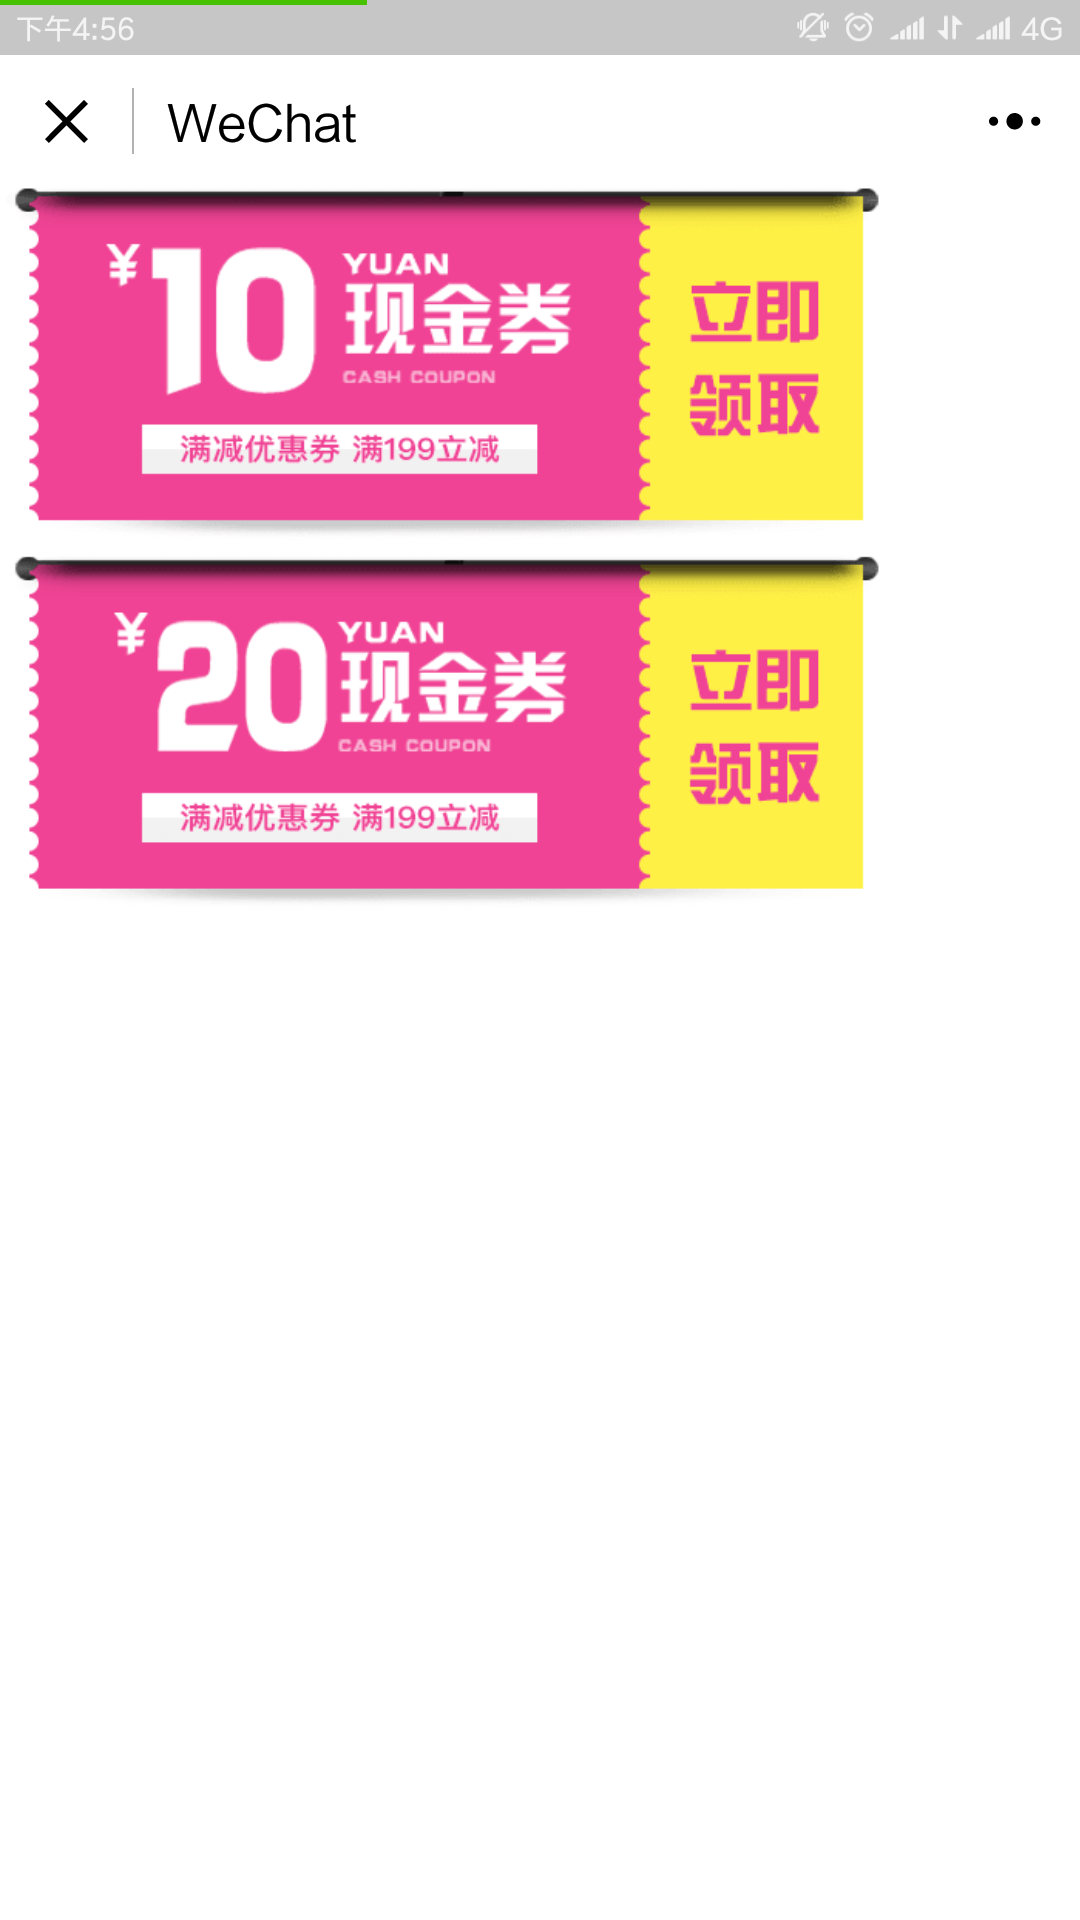 下午4:56
4G
WeChat
¥10
YUAN
现金券
CASH COUPON
满减优惠券 满199立减
立即
领取
¥20
YUAN
现金券
CASH COUPON
满减优惠券 满199立减
立即
领取